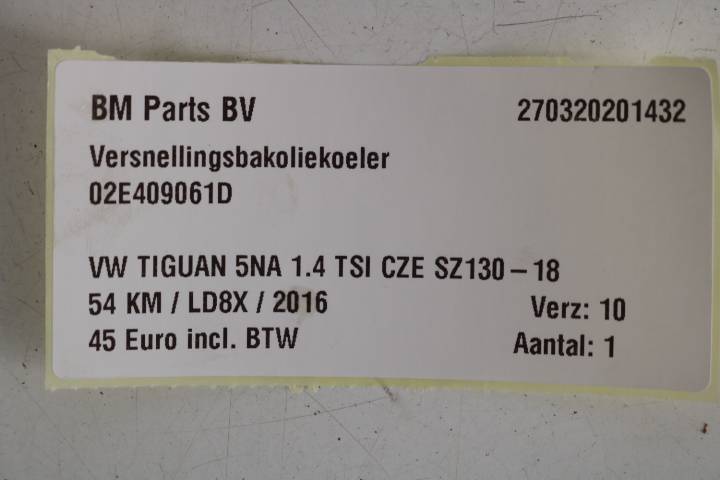 BM Parts BV 270320201432
Versnellingsbakoliekoeler
02E409061D
VW TIGUAN 5NA 1.4 TSI CZE SZ130 – 18
54 KM / LD8X / 2016 Verz: 10
45 Euro incl. BTW Aantal: 1